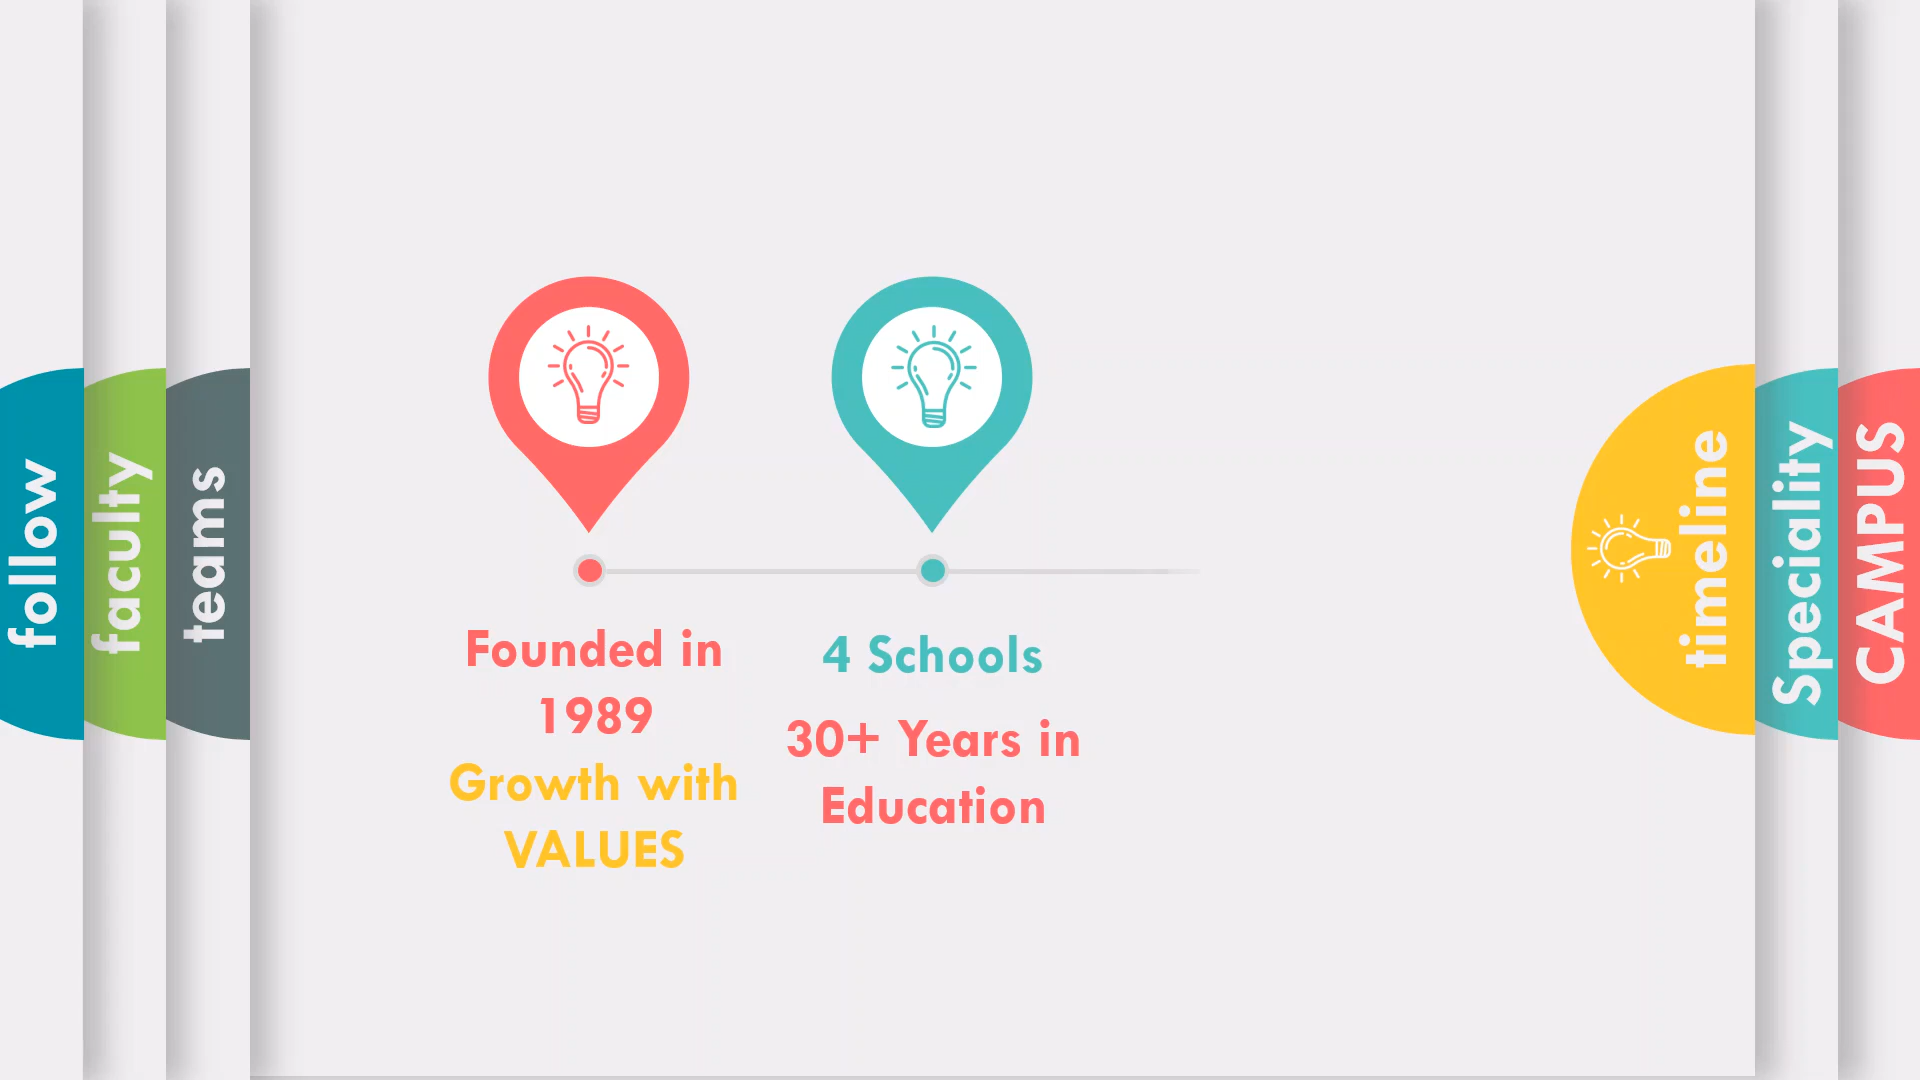 follow
faculty
teams
Founded in
1989
Growth with
VALUES
4 Schools
30+ Years in
Education
timeline
Speciality
CAMPUS